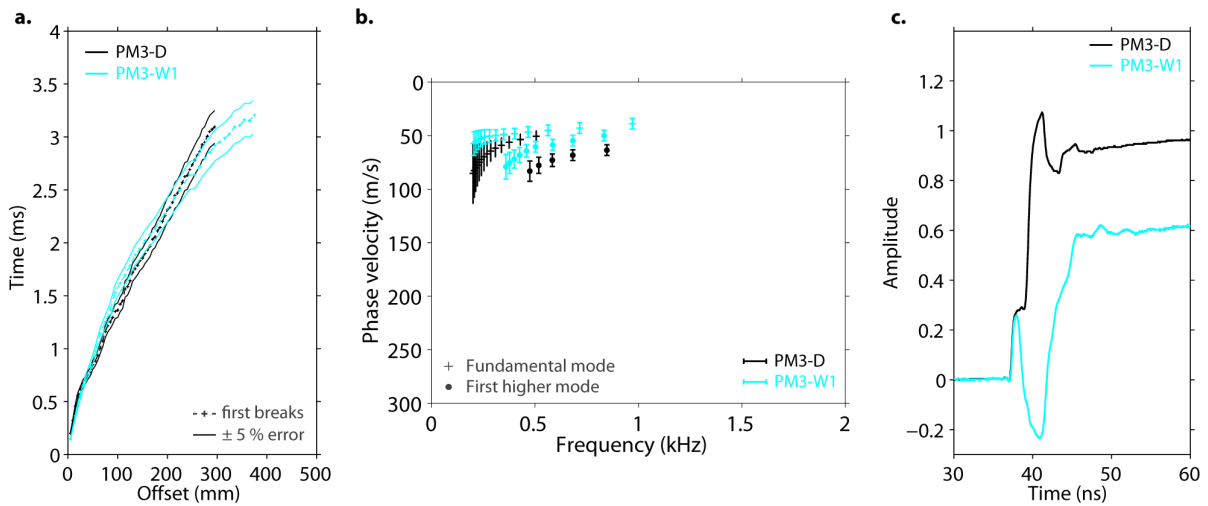 a.
4
3.5
3
2.5
2
1.5
1
0.5
0
Time (ms)
PM3-D
PM3-W1
first breaks
± 5 % error
0 100 200 300 400 500
Offset (mm)
b.
0
50
100
150
200
250
300
Phase velocity (m/s)
Fundamental mode
First higher mode
PM3-D
PM3-W1
0 0.5 1 1.5 2
Frequency (kHz)
c.
1.2
1
0.8
0.6
0.4
0.2
0
−0.2
Amplitude
PM3-D
PM3-W1
30 40 50 60
Time (ns)